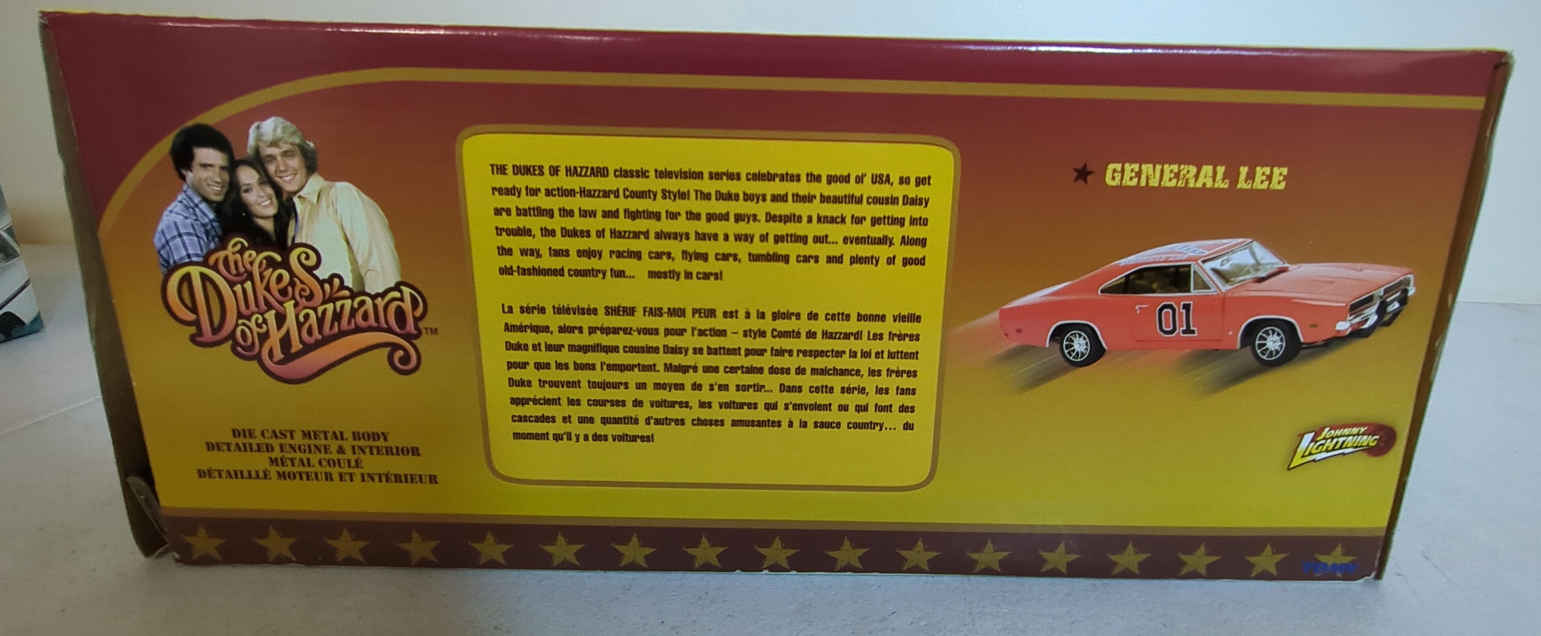 The
Dukes
of Hazzard™
DIE CAST METAL BODY
DETAILED ENGINE & INTERIOR
MÉTAL COULÉ
DÉTAILLLÉ MOTEUR ET INTÉRIEUR
THE DUKES OF HAZZARD classic television series celebrates the good ol' USA, so get
ready for action-Hazzard County Style! The Duke boys and their beautiful cousin Daisy
are battling the law and fighting for the good guys. Despite a knack for getting into
trouble, the Dukes of Hazzard always have a way of getting out... eventually. Along
the way, fans enjoy racing cars, flying cars, tumbling cars and plenty of good
old-fashioned country fun... mostly in cars!
La série télévisée SHÉRIF FAIS-MOI PEUR est à la gloire de cette bonne vieille
Amérique, alors préparez-vous pour l'action – style Comté de Hazzard! Les frères
Duke et leur magnifique cousine Daisy se battent pour faire respecter la loi et luttent
pour que les bons l'emportent. Malgré une certaine dose de malchance, les frères
Duke trouvent toujours un moyen de s'en sortir... Dans cette série, les fans
apprécient les courses de voitures, les voitures qui s'envolent ou qui font des
cascades et une quantité d'autres choses amusantes à la sauce country... du
moment qu'il y a des voitures!
GENERAL LEE
01
JOHNNY
LIGHTNING